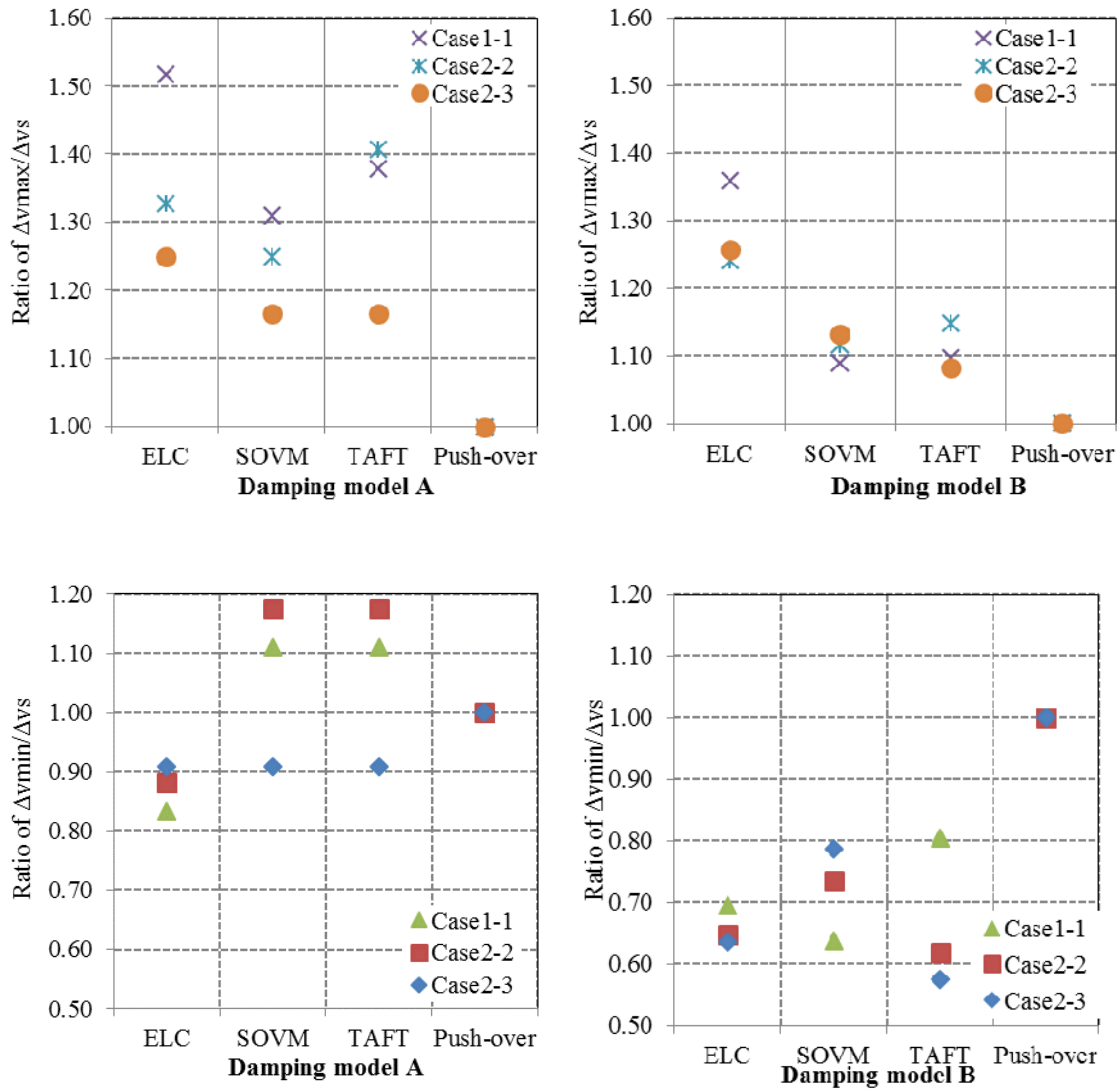 Ratio of Δvmax/Δvs
1.60
1.50
1.40
1.30
1.20
1.10
1.00
Case1-1
Case2-2
Case2-3
ELC SOVM TAFT Push-over
Damping model A
Ratio of Δvmax/Δvs
1.60
1.50
1.40
1.30
1.20
1.10
1.00
Case1-1
Case2-2
Case2-3
ELC SOVM TAFT Push-over
Damping model B
Ratio of Δvmin/Δvs
1.20
1.10
1.00
0.90
0.80
0.70
0.60
0.50
Case1-1
Case2-2
Case2-3
ELC SOVM TAFT Push-over
Damping model A
Ratio of Δvmin/Δvs
1.20
1.10
1.00
0.90
0.80
0.70
0.60
0.50
Case1-1
Case2-2
Case2-3
ELC SOVM TAFT Push-over
Damping model B